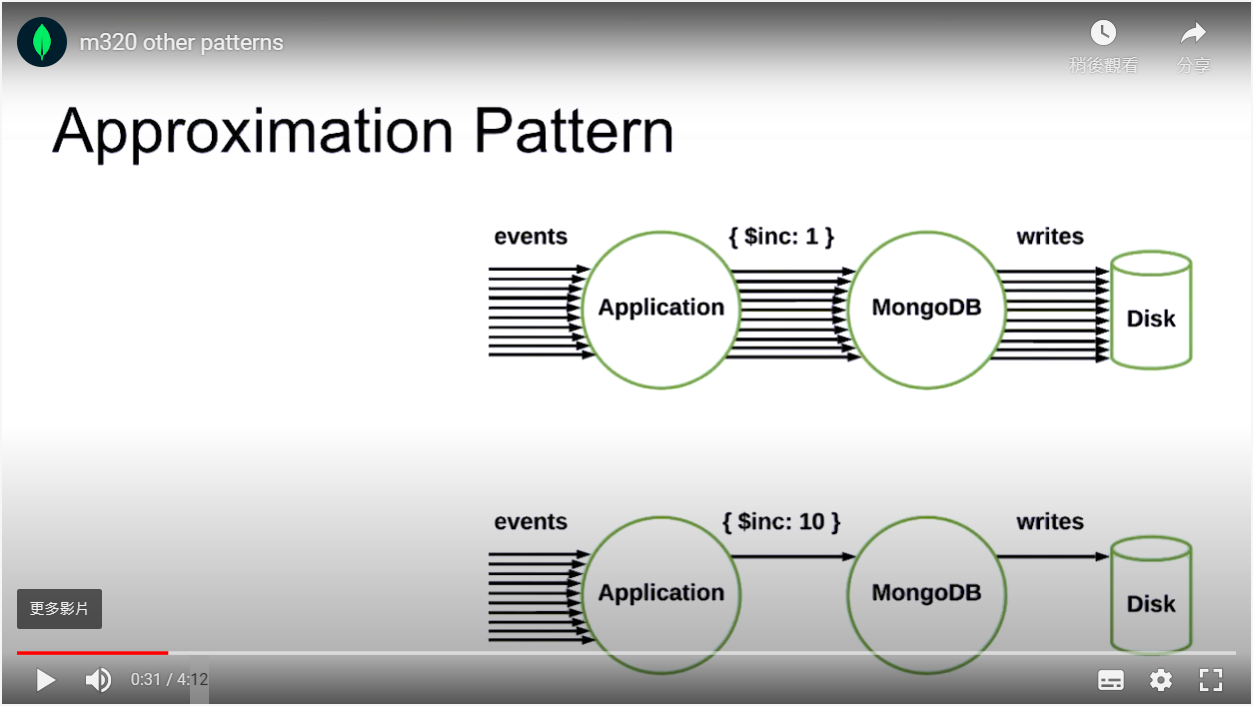 m320 other patterns
稍後觀看
分享
Approximation Pattern
events
{ $inc: 1 }
writes
Application
MongoDB
Disk
events
{ $inc: 10 }
writes
Application
MongoDB
Disk
更多影片
0:31 / 4:12